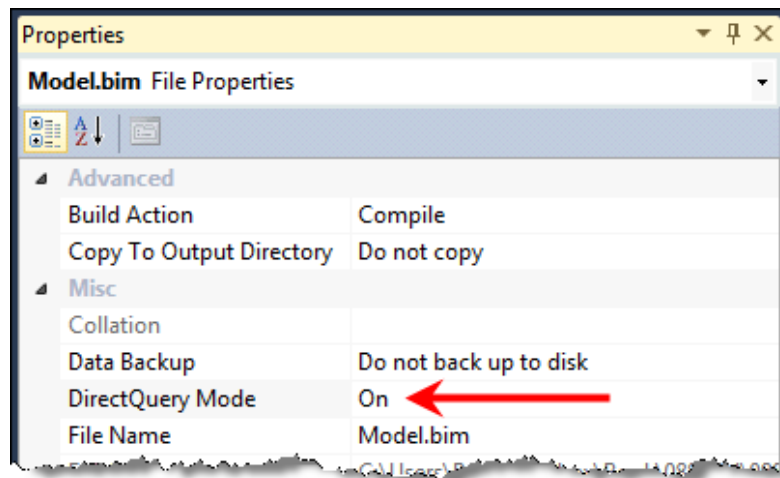 Properties
Model.bim File Properties
Advanced
Build Action Compile
Copy To Output Directory Do not copy
Misc
Collation
Data Backup Do not back up to disk
DirectQuery Mode On
File Name Model.bim